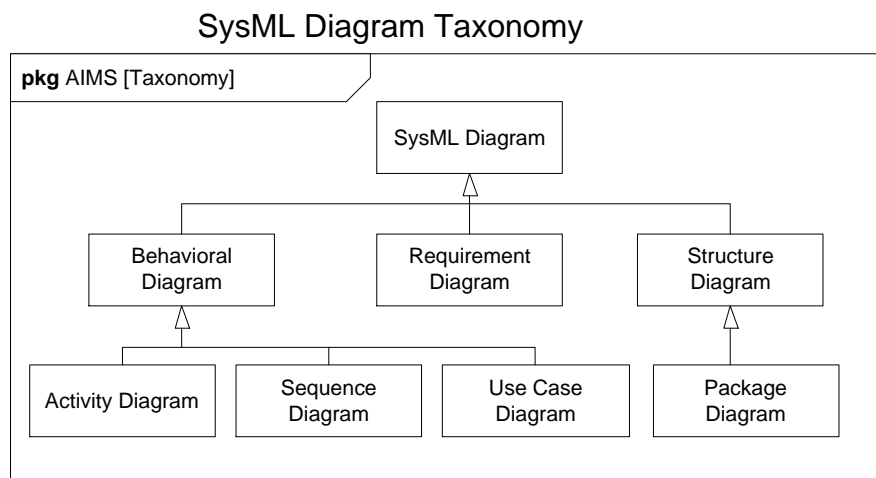 SysML Diagram Taxonomy
pkg AIMS [Taxonomy]
SysML Diagram
Behavioral
Diagram
Requirement
Diagram
Structure
Diagram
Activity Diagram
Sequence
Diagram
Use Case
Diagram
Package
Diagram